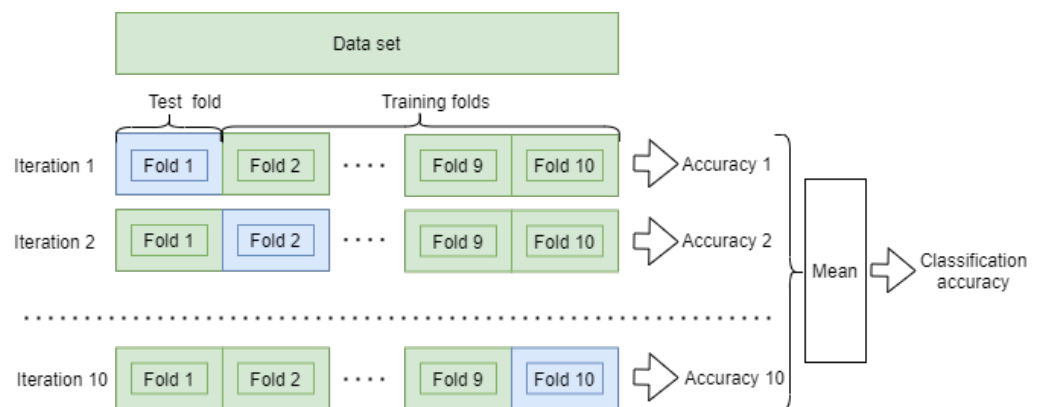 Data set
Test fold Training folds
Iteration 1 Fold 1 Fold 2 .... Fold 9 Fold 10 Accuracy 1
Iteration 2 Fold 1 Fold 2 .... Fold 9 Fold 10 Accuracy 2
Mean
Classification
accuracy
Iteration 10 Fold 1 Fold 2 .... Fold 9 Fold 10 Accuracy 10